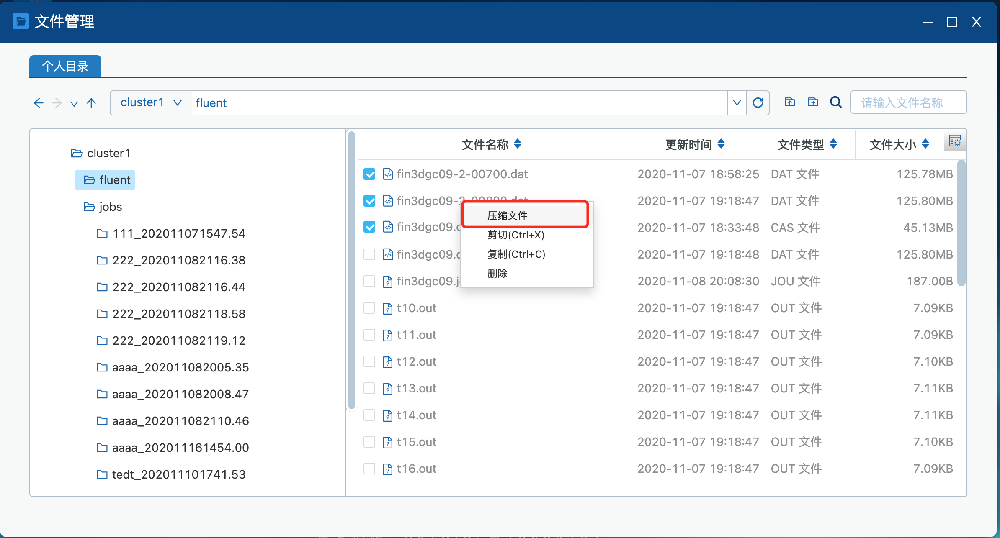 文件管理
个人目录
cluster1 fluent 请输入文件名称
cluster1
fluent
jobs
111_202011071547.54
222_202011082116.38
222_202011082116.44
222_202011082118.58
222_202011082119.12
aaaa_202011082005.35
aaaa_202011082008.47
aaaa_202011082110.46
aaaa_202011161454.00
tedt_202011101741.53
文件名称 更新时间 文件类型 文件大小
fin3dgc09-2-00700.dat 2020-11-07 18:58:25 DAT 文件 125.78MB
fin3dgc09-2-00800.dat 2020-11-07 19:18:47 DAT 文件 125.80MB
fin3dgc09. 2020-11-07 18:33:48 CAS 文件 45.13MB
fin3dgc09. 2020-11-07 19:18:48 DAT 文件 125.80MB
fin3dgc09.j 2020-11-08 20:08:30 JOU 文件 187.00B
t10.out 2020-11-07 19:18:47 OUT 文件 7.09KB
t11.out 2020-11-07 19:18:47 OUT 文件 7.09KB
t12.out 2020-11-07 19:18:47 OUT 文件 7.10KB
t13.out 2020-11-07 19:18:47 OUT 文件 7.11KB
t14.out 2020-11-07 19:18:47 OUT 文件 7.11KB
t15.out 2020-11-07 19:18:47 OUT 文件 7.10KB
t16.out 2020-11-07 19:18:47 OUT 文件 7.09KB
压缩文件
剪切(Ctrl+X)
复制(Ctrl+C)
删除